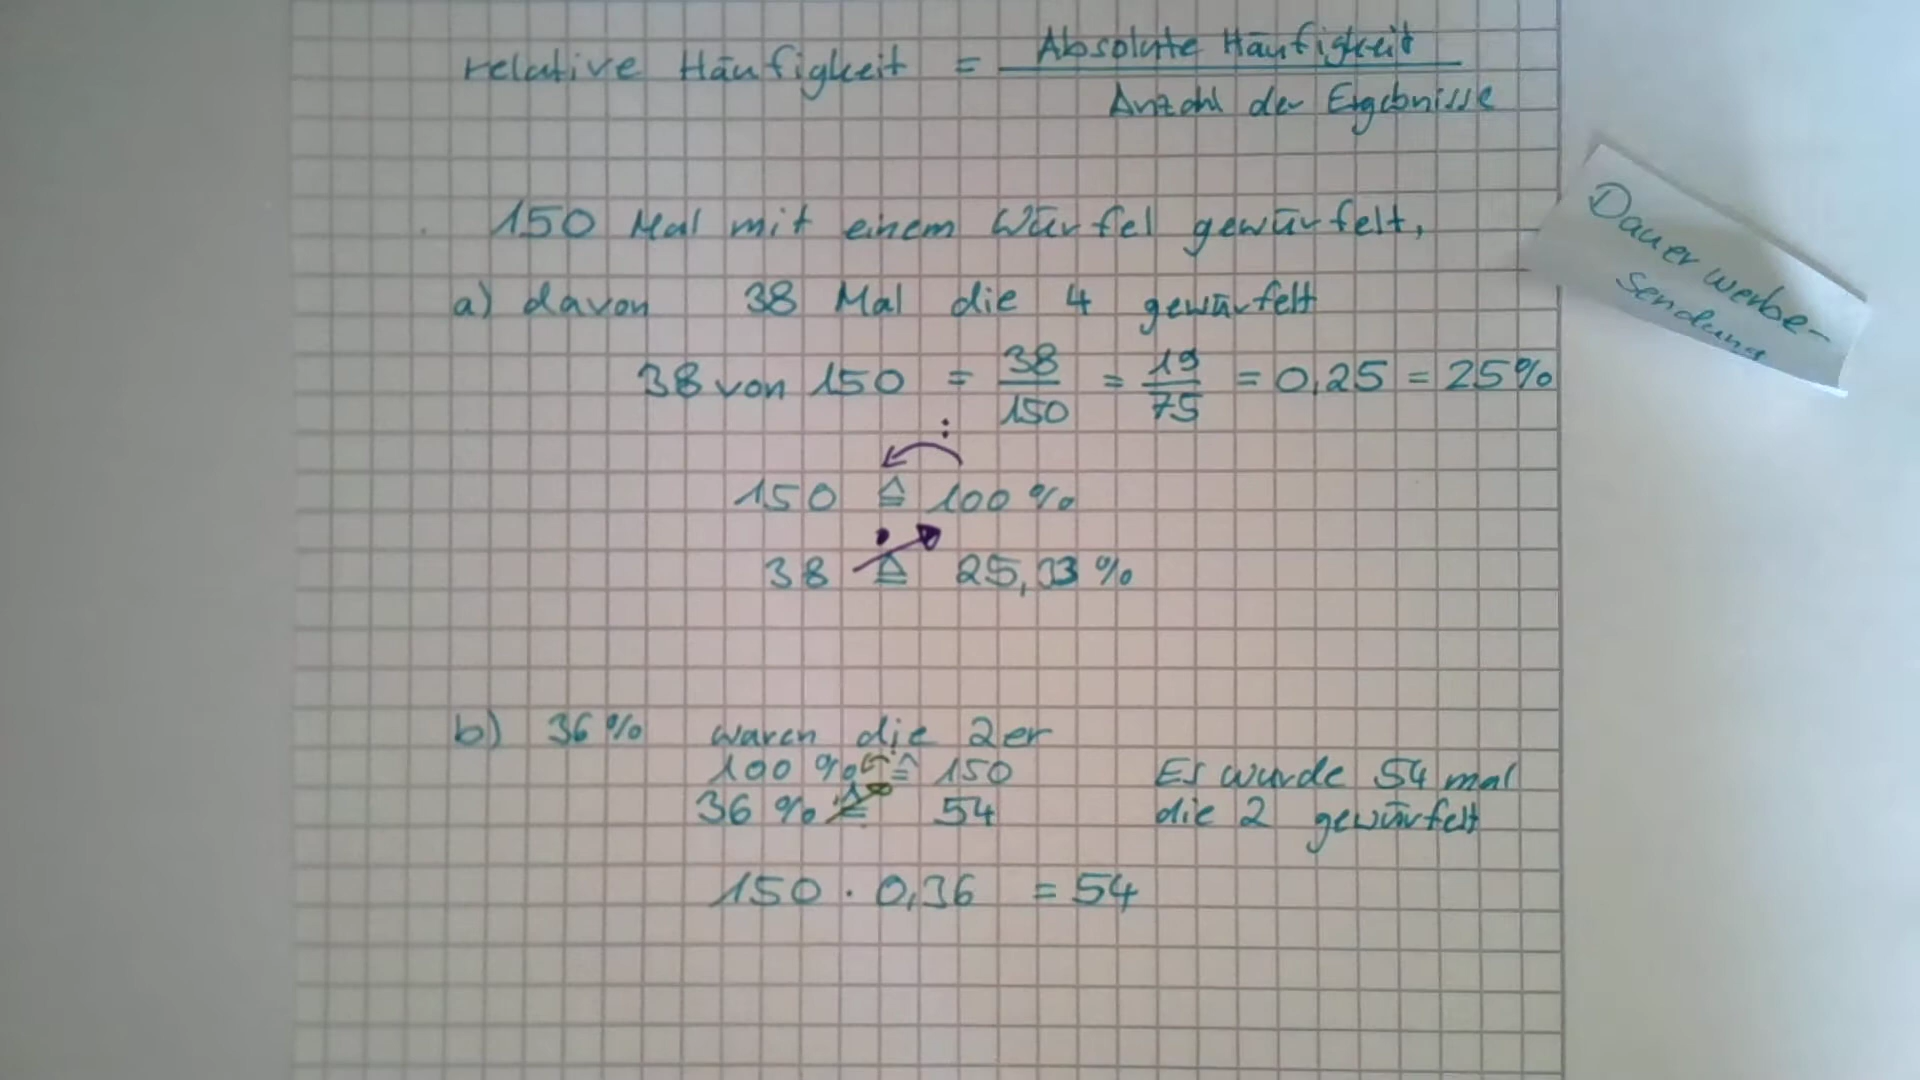 relative Häufigkeit = Absolute Häufigkeit / Anzahl der Ergebnisse
150 Mal mit einem Würfel gewürfelt,
a) davon 38 Mal die 4 gewürfelt
38 von 150 = 38/150 = 19/75 = 0,25 = 25%
:
150 ≙ 100 %
·
38 ≙ 25,33 %
b) 36 % waren die 2er
100 % ≙ 150
36 % ≙ 54
Es wurde 54 mal
die 2 gewürfelt
150 · 0,36 = 54
Dauerwerbe-
sendung